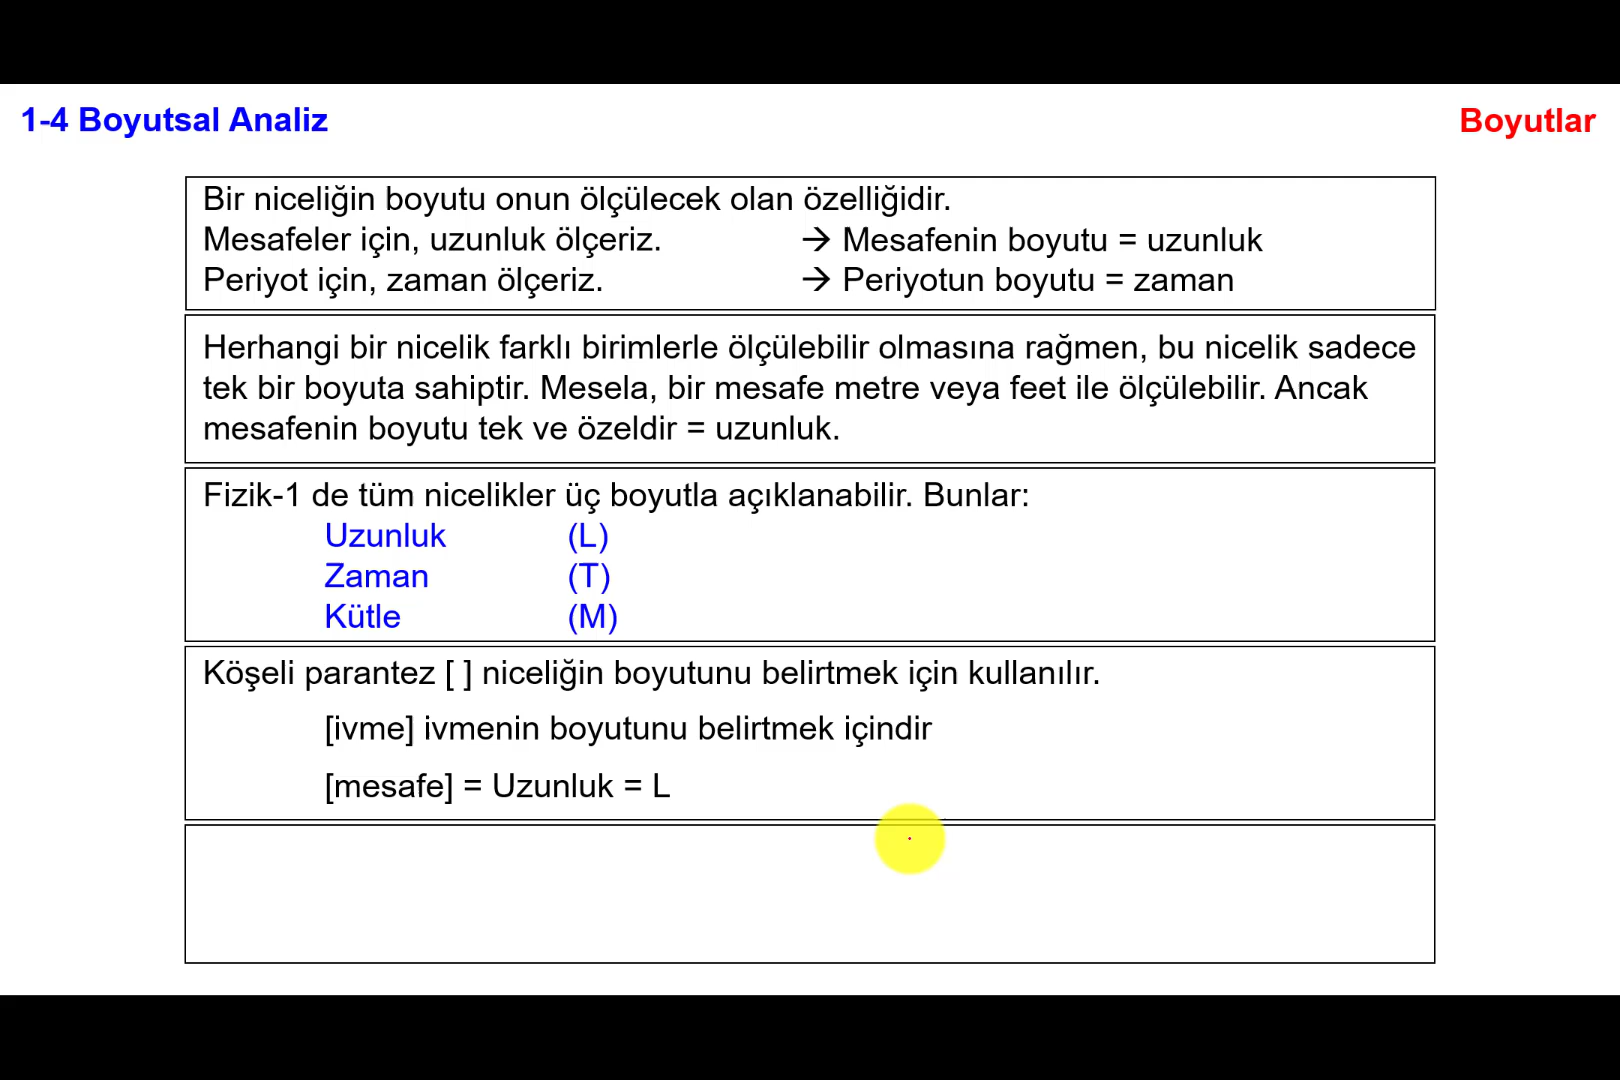 1-4 Boyutsal Analiz
Boyutlar
Bir niceliğin boyutu onun ölçülecek olan özelliğidir.
Mesafeler için, uzunluk ölçeriz. → Mesafenin boyutu = uzunluk
Periyot için, zaman ölçeriz. → Periyotun boyutu = zaman
Herhangi bir nicelik farklı birimlerle ölçülebilir olmasına rağmen, bu nicelik sadece
tek bir boyuta sahiptir. Mesela, bir mesafe metre veya feet ile ölçülebilir. Ancak
mesafenin boyutu tek ve özeldir = uzunluk.
Fizik-1 de tüm nicelikler üç boyutla açıklanabilir. Bunlar:
Uzunluk (L)
Zaman (T)
Kütle (M)
Köşeli parantez [ ] niceliğin boyutunu belirtmek için kullanılır.
[ivme] ivmenin boyutunu belirtmek içindir
[mesafe] = Uzunluk = L